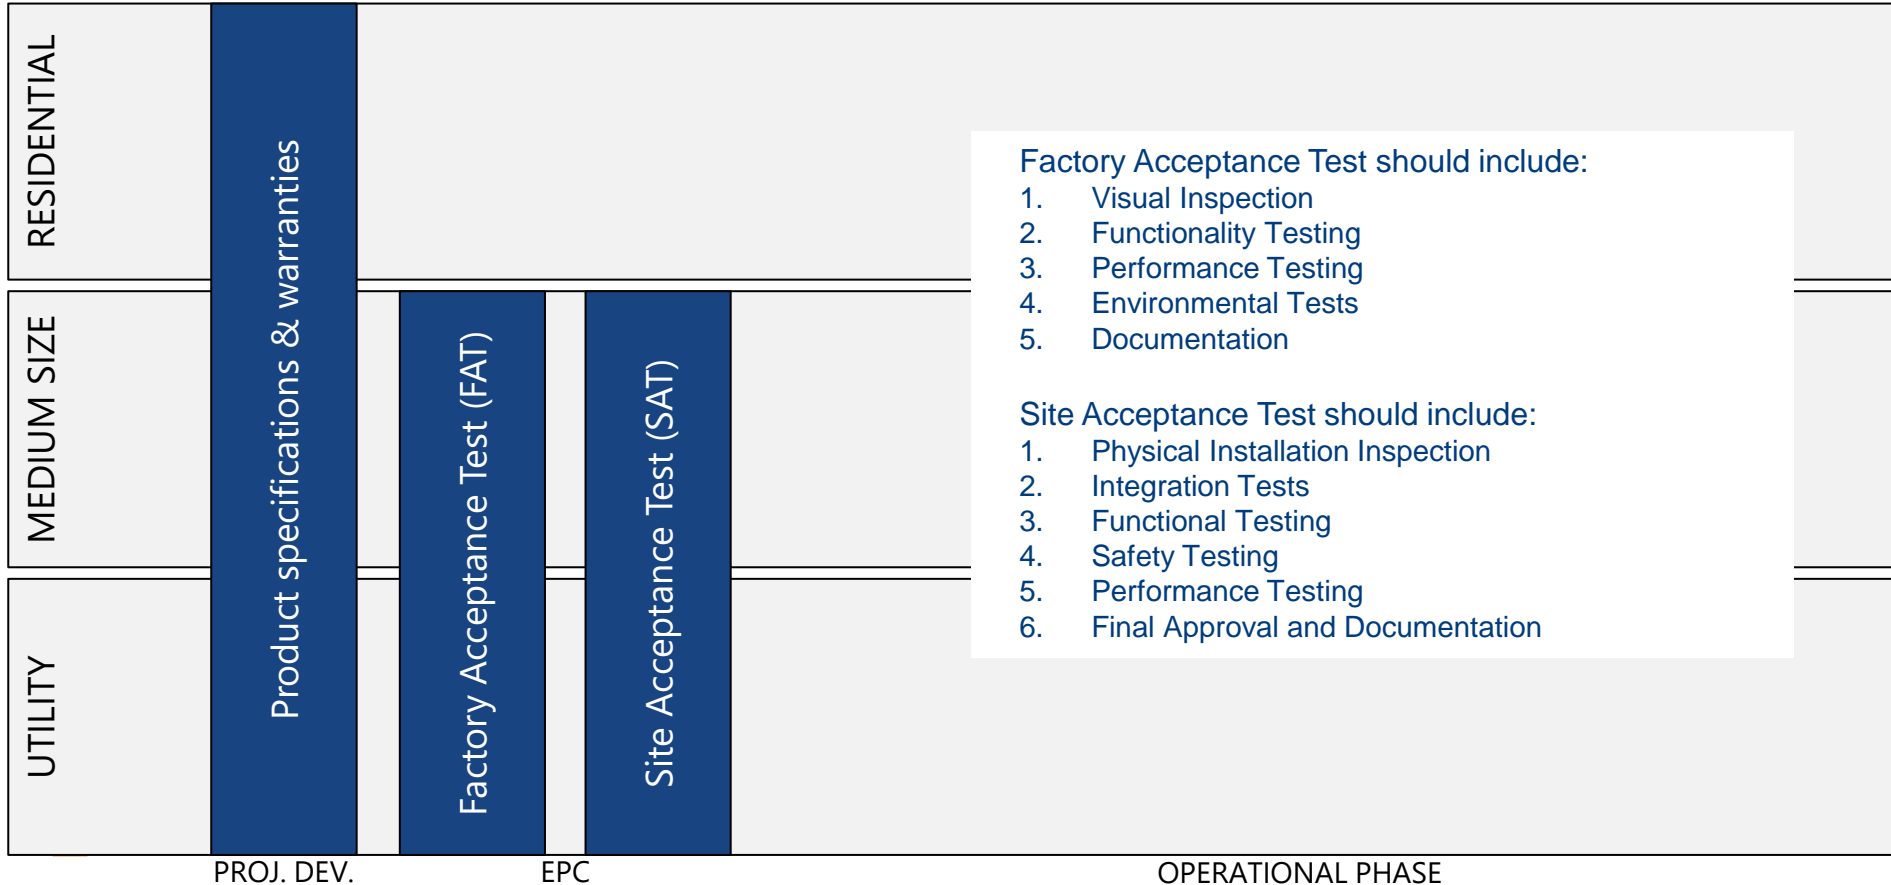 RESIDENTIAL
MEDIUM SIZE
UTILITY
Product specifications & warranties
Factory Acceptance Test (FAT)
Site Acceptance Test (SAT)
Factory Acceptance Test should include:
1. Visual Inspection
2. Functionality Testing
3. Performance Testing
4. Environmental Tests
5. Documentation
Site Acceptance Test should include:
1. Physical Installation Inspection
2. Integration Tests
3. Functional Testing
4. Safety Testing
5. Performance Testing
6. Final Approval and Documentation
PROJ. DEV.
EPC
OPERATIONAL PHASE